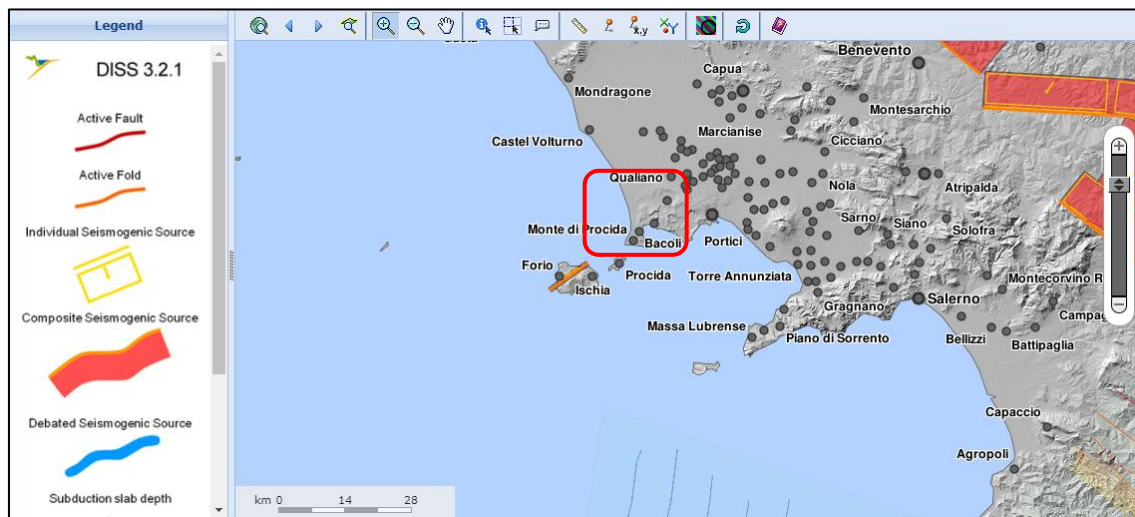 Legend
DISS 3.2.1
Active Fault
Active Fold
Individual Seismogenic Source
Composite Seismogenic Source
Debated Seismogenic Source
Subduction slab depth
x,y
XY
Benevento
Capua
Mondragone
Montesarchio
Marcianise
Castel Volturno
Cicciano
Qualiano
Nola
Atripalda
Sarno
Siano
Solofra
Monte di Procida
Bacoli
Portici
Forio
Procida
Torre Annunziata
Montecorvino R
Ischia
Gragnano
Salerno
Campag
Massa Lubrense
Piano di Sorrento
Bellizzi
Battipaglia
Capaccio
Agropoli
km 0 14 28